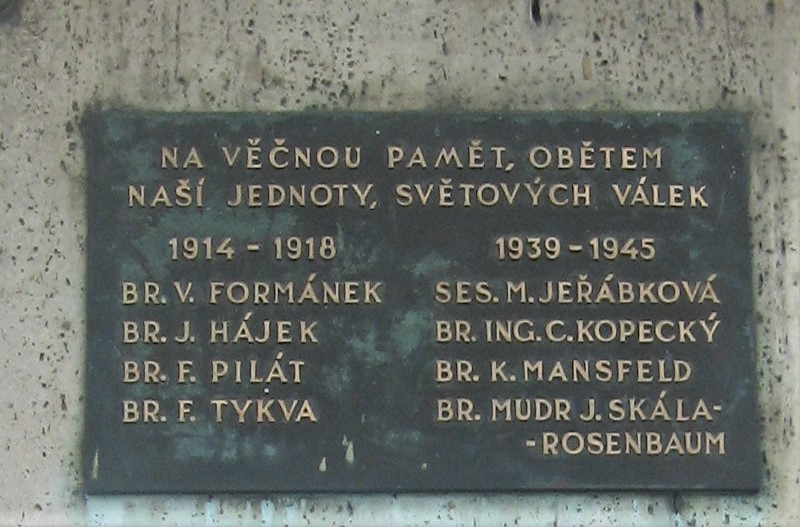 NA VĚČNOU PAMĚT, OBĚTEM
NAŠÍ JEDNOTY, SVĚTOVÝCH VÁLEK
1914 - 1918
BR. V. FORMÁNEK
BR. J. HÁJEK
BR. F. PILÁT
BR. F. TYKVA
1939 - 1945
SES. M. JEŘÁBKOVÁ
BR. ING. C. KOPECKÝ
BR. K. MANSFELD
BR. MUDR J. SKÁLA-
-ROSENBAUM